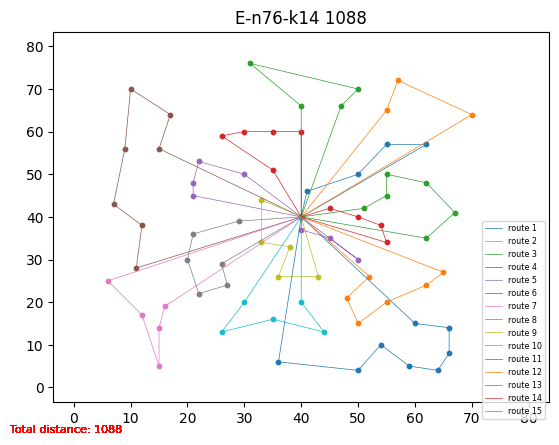 E-n76-k14 1088
80
70
60
50
40
30
20
10
0
0 10 20 30 40 50 60 70 80
route 1
route 2
route 3
route 4
route 5
route 6
route 7
route 8
route 9
route 10
route 11
route 12
route 13
route 14
route 15
Total distance: 1088